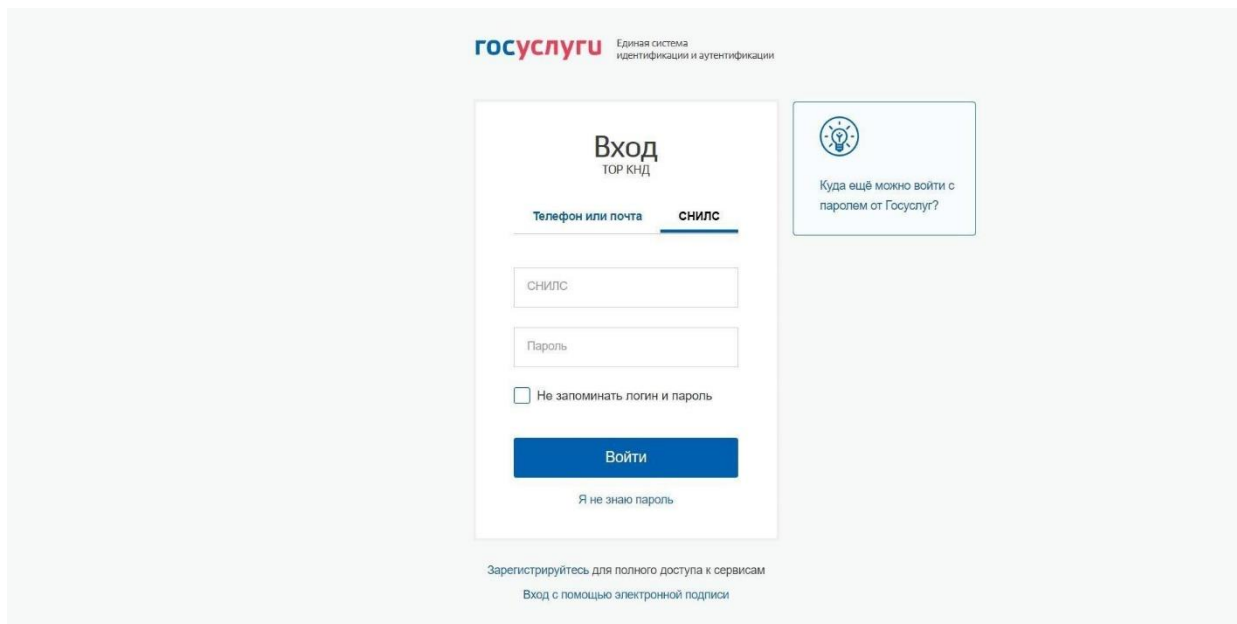 госуслуги
Единая система
идентификации и аутентификации
Вход
ТОР КНД
Телефон или почта СНИЛС
СНИЛС
Пароль
Не запоминать логин и пароль
Войти
Я не знаю пароль
Зарегистрируйтесь для полного доступа к сервисам
Вход с помощью электронной подписи
Куда ещё можно войти с
паролем от Госуслуг?